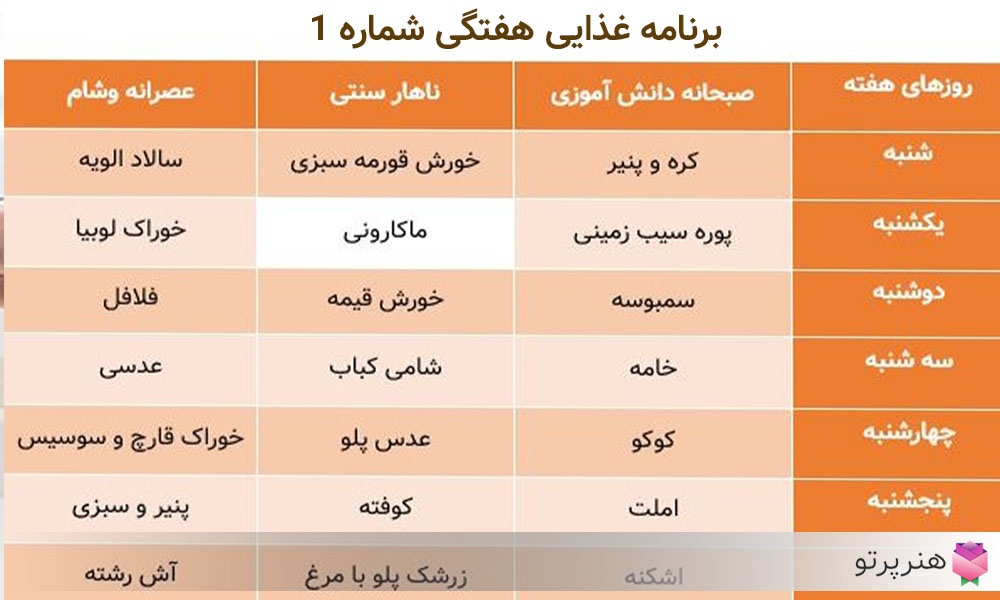 برنامه غذایی هفتگی شماره 1
روزهای هفته صبحانه دانش آموزی ناهار سنتی عصرانه وشام
شنبه کره و پنیر خورش قورمه سبزی سالاد الویه
یکشنبه پوره سیب زمینی ماکارونی خوراک لوبیا
دوشنبه سمبوسه خورش قیمه فلافل
سه شنبه خامه شامی کباب عدسی
چهارشنبه کوکو عدس پلو خوراک قارچ و سوسیس
پنجشنبه املت کوفته پنیر و سبزی
اشکنه زرشک پلو با مرغ آش رشته
هنرپرتو